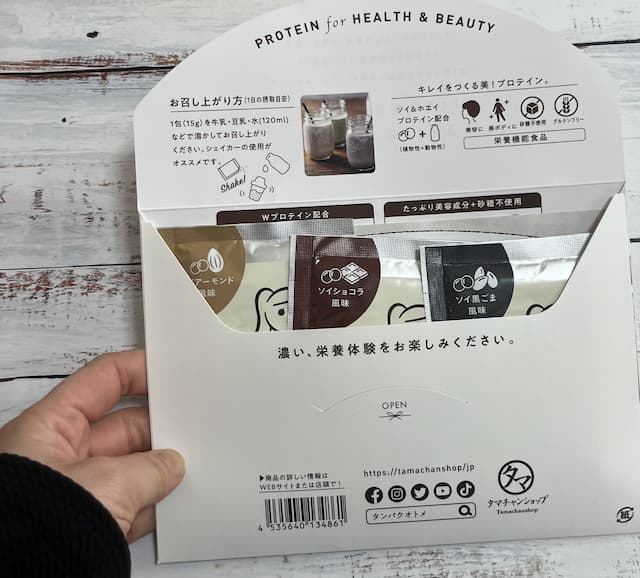 PROTEIN for HEALTH & BEAUTY
お召し上がり方(1日の摂取目安)
1包(15g)を牛乳・豆乳・水(120ml)
などで溶かしてお召し上がり
ください。シェイカーの使用が
オススメです。
Shake!
キレイをつくる美!プロテイン。
ソイ&ホエイ
プロテイン配合
(植物性+動物性)
美容に
美ボディに
砂糖不使用
グルテンフリー
栄養機能食品
Wプロテイン配合
たっぷり美容成分+砂糖不使用
アーモンド
風味
ソイショコラ
風味
ソイ黒ごま
風味
濃い、栄養体験をお楽しみください。
OPEN
▶商品の詳しい情報は
WEBサイトまたは店頭で!
4 535640 134861
https://tamachanshop/jp
タンパクオトメ
タマ
タマチャンショップ
Tamachanshop
紙